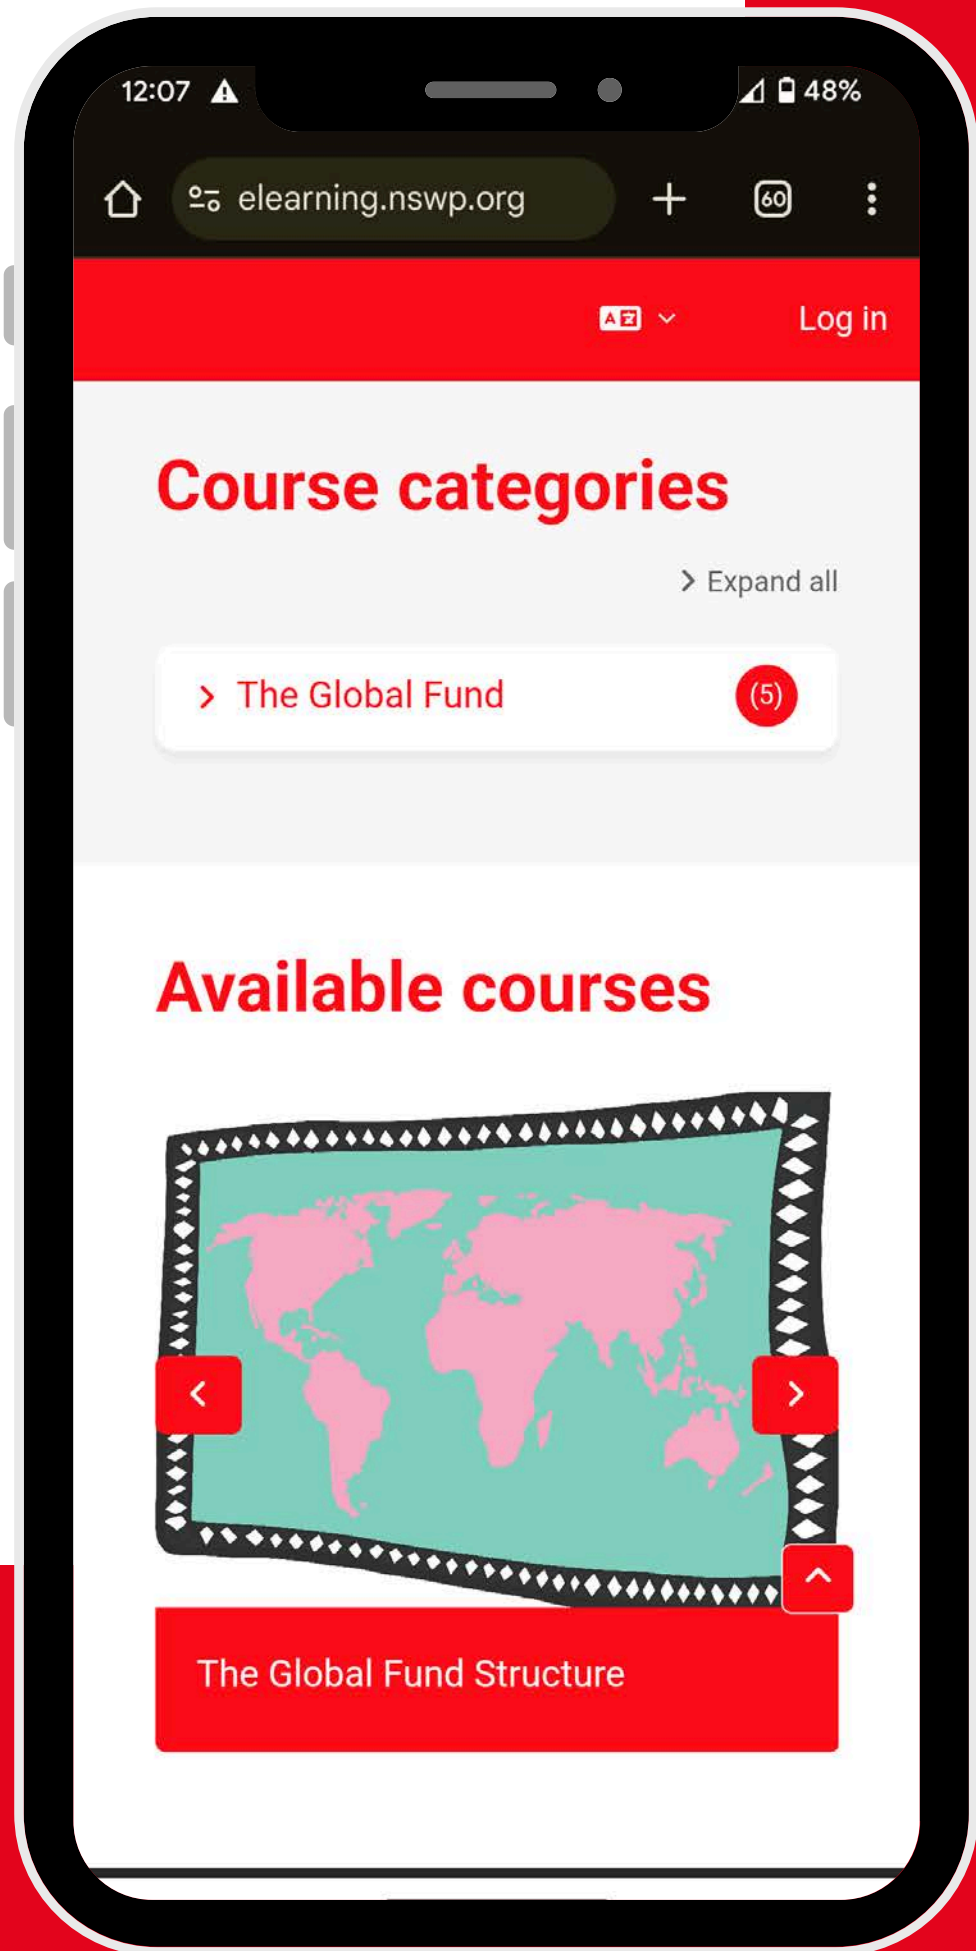 12:07
48%
elearning.nswp.org
60
Log in
Course categories
Expand all
The Global Fund
(5)
Available courses
The Global Fund Structure